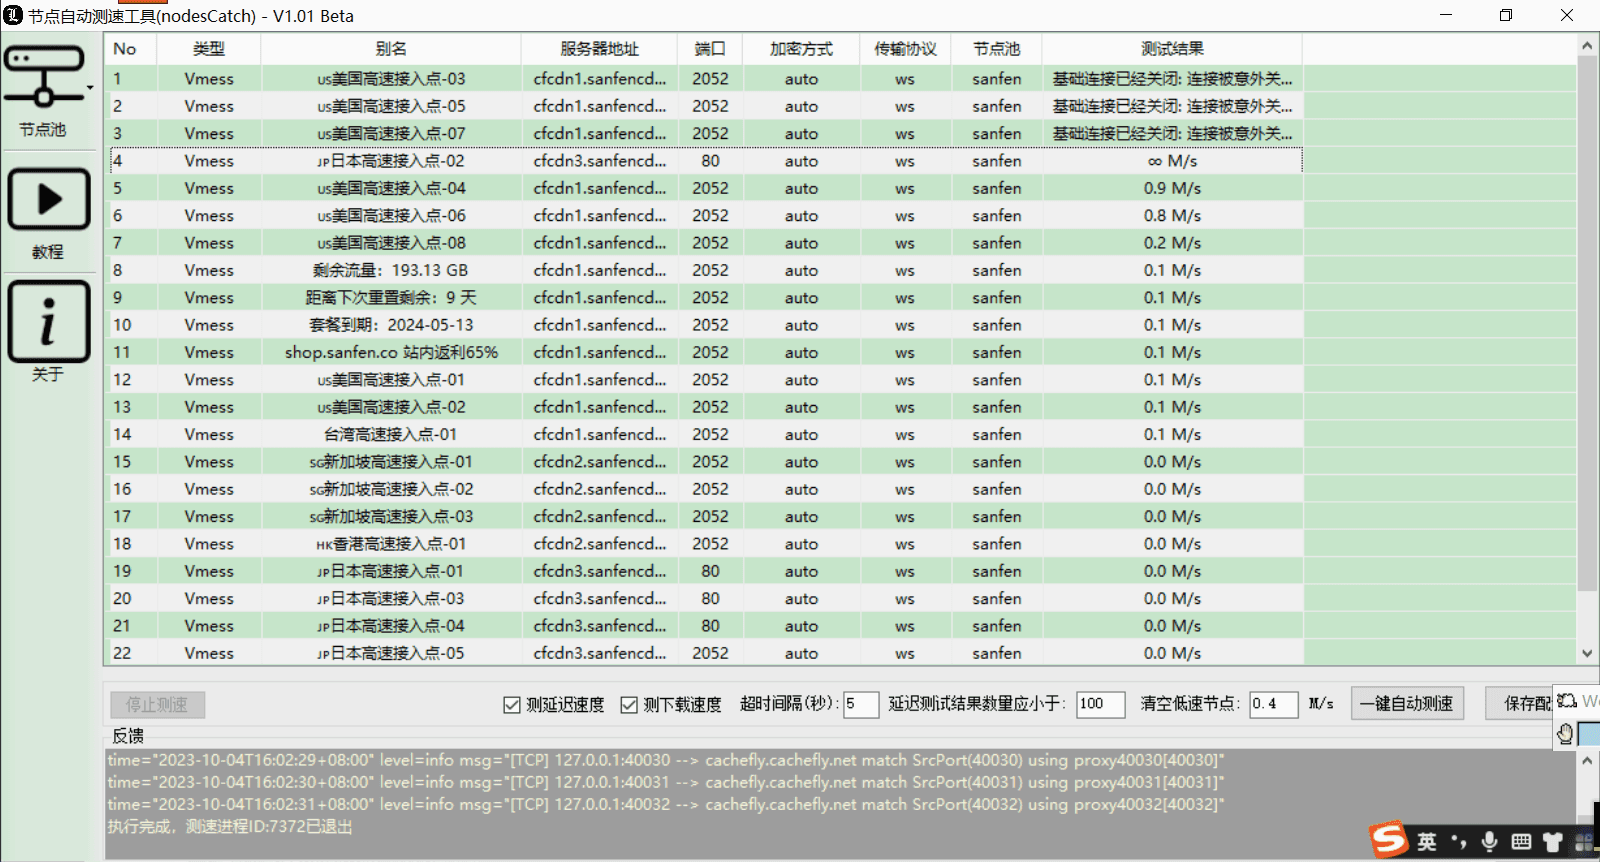 节点自动测速工具(nodesCatch) - V1.01 Beta
No 类型 别名 服务器地址 端口 加密方式 传输协议 节点池 测试结果
1 Vmess US美国高速接入点-03 cfcdn1.sanfencd... 2052 auto ws sanfen 基础连接已经关闭: 连接被意外关...
2 Vmess US美国高速接入点-05 cfcdn1.sanfencd... 2052 auto ws sanfen 基础连接已经关闭: 连接被意外关...
3 Vmess US美国高速接入点-07 cfcdn1.sanfencd... 2052 auto ws sanfen 基础连接已经关闭: 连接被意外关...
4 Vmess JP日本高速接入点-02 cfcdn3.sanfencd... 80 auto ws sanfen ∞ M/s
5 Vmess US美国高速接入点-04 cfcdn1.sanfencd... 2052 auto ws sanfen 0.9 M/s
6 Vmess US美国高速接入点-06 cfcdn1.sanfencd... 2052 auto ws sanfen 0.8 M/s
7 Vmess US美国高速接入点-08 cfcdn1.sanfencd... 2052 auto ws sanfen 0.2 M/s
8 Vmess 剩余流量：193.13 GB cfcdn1.sanfencd... 2052 auto ws sanfen 0.1 M/s
9 Vmess 距离下次重置剩余：9 天 cfcdn1.sanfencd... 2052 auto ws sanfen 0.1 M/s
10 Vmess 套餐到期：2024-05-13 cfcdn1.sanfencd... 2052 auto ws sanfen 0.1 M/s
11 Vmess shop.sanfen.co 站内返利65% cfcdn1.sanfencd... 2052 auto ws sanfen 0.1 M/s
12 Vmess US美国高速接入点-01 cfcdn1.sanfencd... 2052 auto ws sanfen 0.1 M/s
13 Vmess US美国高速接入点-02 cfcdn1.sanfencd... 2052 auto ws sanfen 0.1 M/s
14 Vmess 台湾高速接入点-01 cfcdn1.sanfencd... 2052 auto ws sanfen 0.1 M/s
15 Vmess SG新加坡高速接入点-01 cfcdn2.sanfencd... 2052 auto ws sanfen 0.0 M/s
16 Vmess SG新加坡高速接入点-02 cfcdn2.sanfencd... 2052 auto ws sanfen 0.0 M/s
17 Vmess SG新加坡高速接入点-03 cfcdn2.sanfencd... 2052 auto ws sanfen 0.0 M/s
18 Vmess HK香港高速接入点-01 cfcdn2.sanfencd... 2052 auto ws sanfen 0.0 M/s
19 Vmess JP日本高速接入点-01 cfcdn3.sanfencd... 80 auto ws sanfen 0.0 M/s
20 Vmess JP日本高速接入点-03 cfcdn3.sanfencd... 80 auto ws sanfen 0.0 M/s
21 Vmess JP日本高速接入点-04 cfcdn3.sanfencd... 80 auto ws sanfen 0.0 M/s
22 Vmess JP日本高速接入点-05 cfcdn3.sanfencd... 2052 auto ws sanfen 0.0 M/s
节点池
教程
关于
停止测速 测延迟速度 测下载速度 超时间隔(秒): 5 延迟测试结果数量应小于: 100 清空低速节点: 0.4 M/s 一键自动测速 保存配
反馈
time="2023-10-04T16:02:29+08:00" level=info msg="[TCP] 127.0.0.1:40030 --> cachefly.cachefly.net match SrcPort(40030) using proxy40030[40030]"
time="2023-10-04T16:02:30+08:00" level=info msg="[TCP] 127.0.0.1:40031 --> cachefly.cachefly.net match SrcPort(40031) using proxy40031[40031]"
time="2023-10-04T16:02:31+08:00" level=info msg="[TCP] 127.0.0.1:40032 --> cachefly.cachefly.net match SrcPort(40032) using proxy40032[40032]"
执行完成，测速进程ID:7372已退出
英